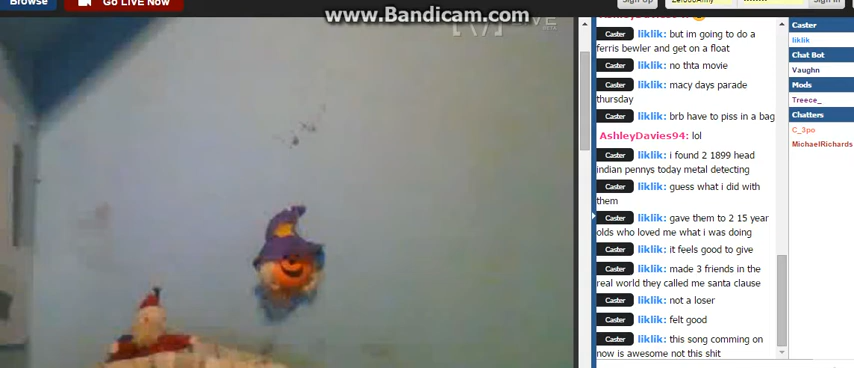 Browse
Go LIVE Now
www.Bandicam.com
Sign In
Caster
liklik
Chat Bot
Vaughn
Mods
Treece_
Chatters
C_3po
MichaelRichards
Caster liklik: but im going to do a
ferris bewler and get on a float
Caster liklik: no thta movie
Caster liklik: macy days parade
thursday
Caster liklik: brb have to piss in a bag
AshleyDavies94: lol
Caster liklik: i found 2 1899 head
indian pennys today metal detecting
Caster liklik: guess what i did with
them
Caster liklik: gave them to 2 15 year
olds who loved me what i was doing
Caster liklik: it feels good to give
Caster liklik: made 3 friends in the
real world they called me santa clause
Caster liklik: not a loser
Caster liklik: felt good
Caster liklik: this song comming on
now is awesome not this shit